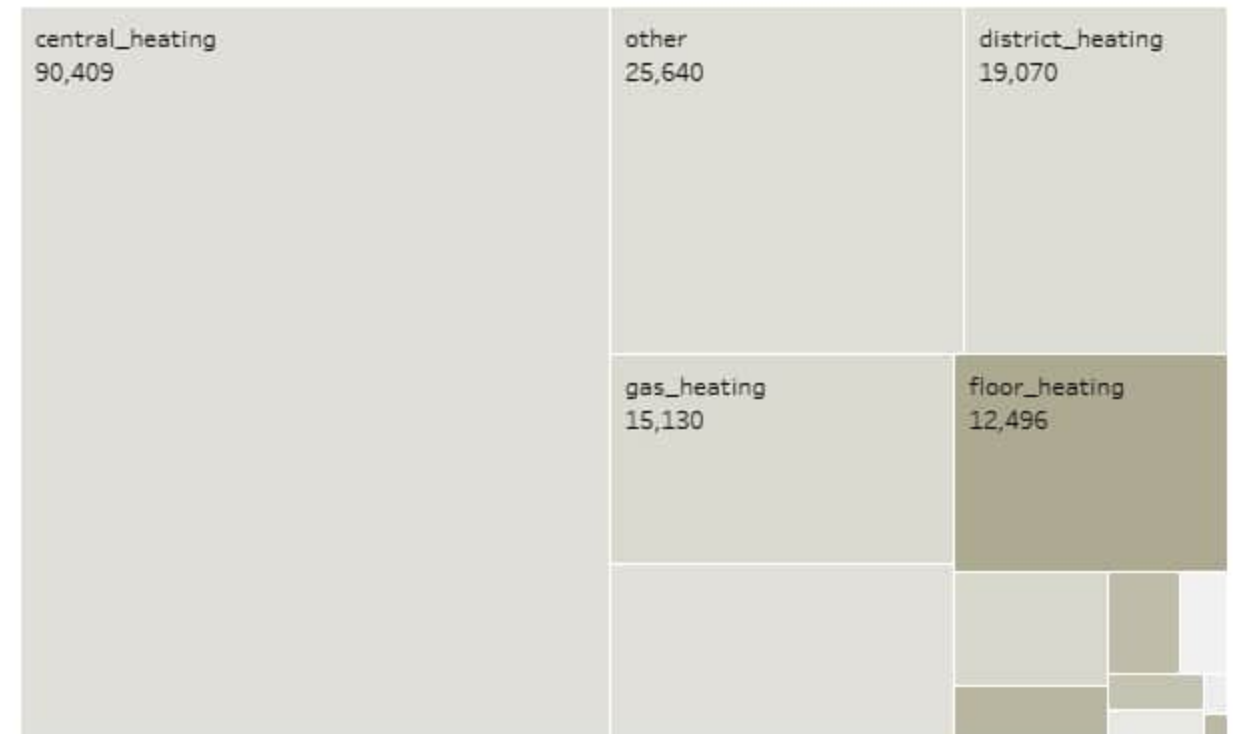 central_heating
90,409
other
25,640
district_heating
19,070
gas_heating
15,130
floor_heating
12,496